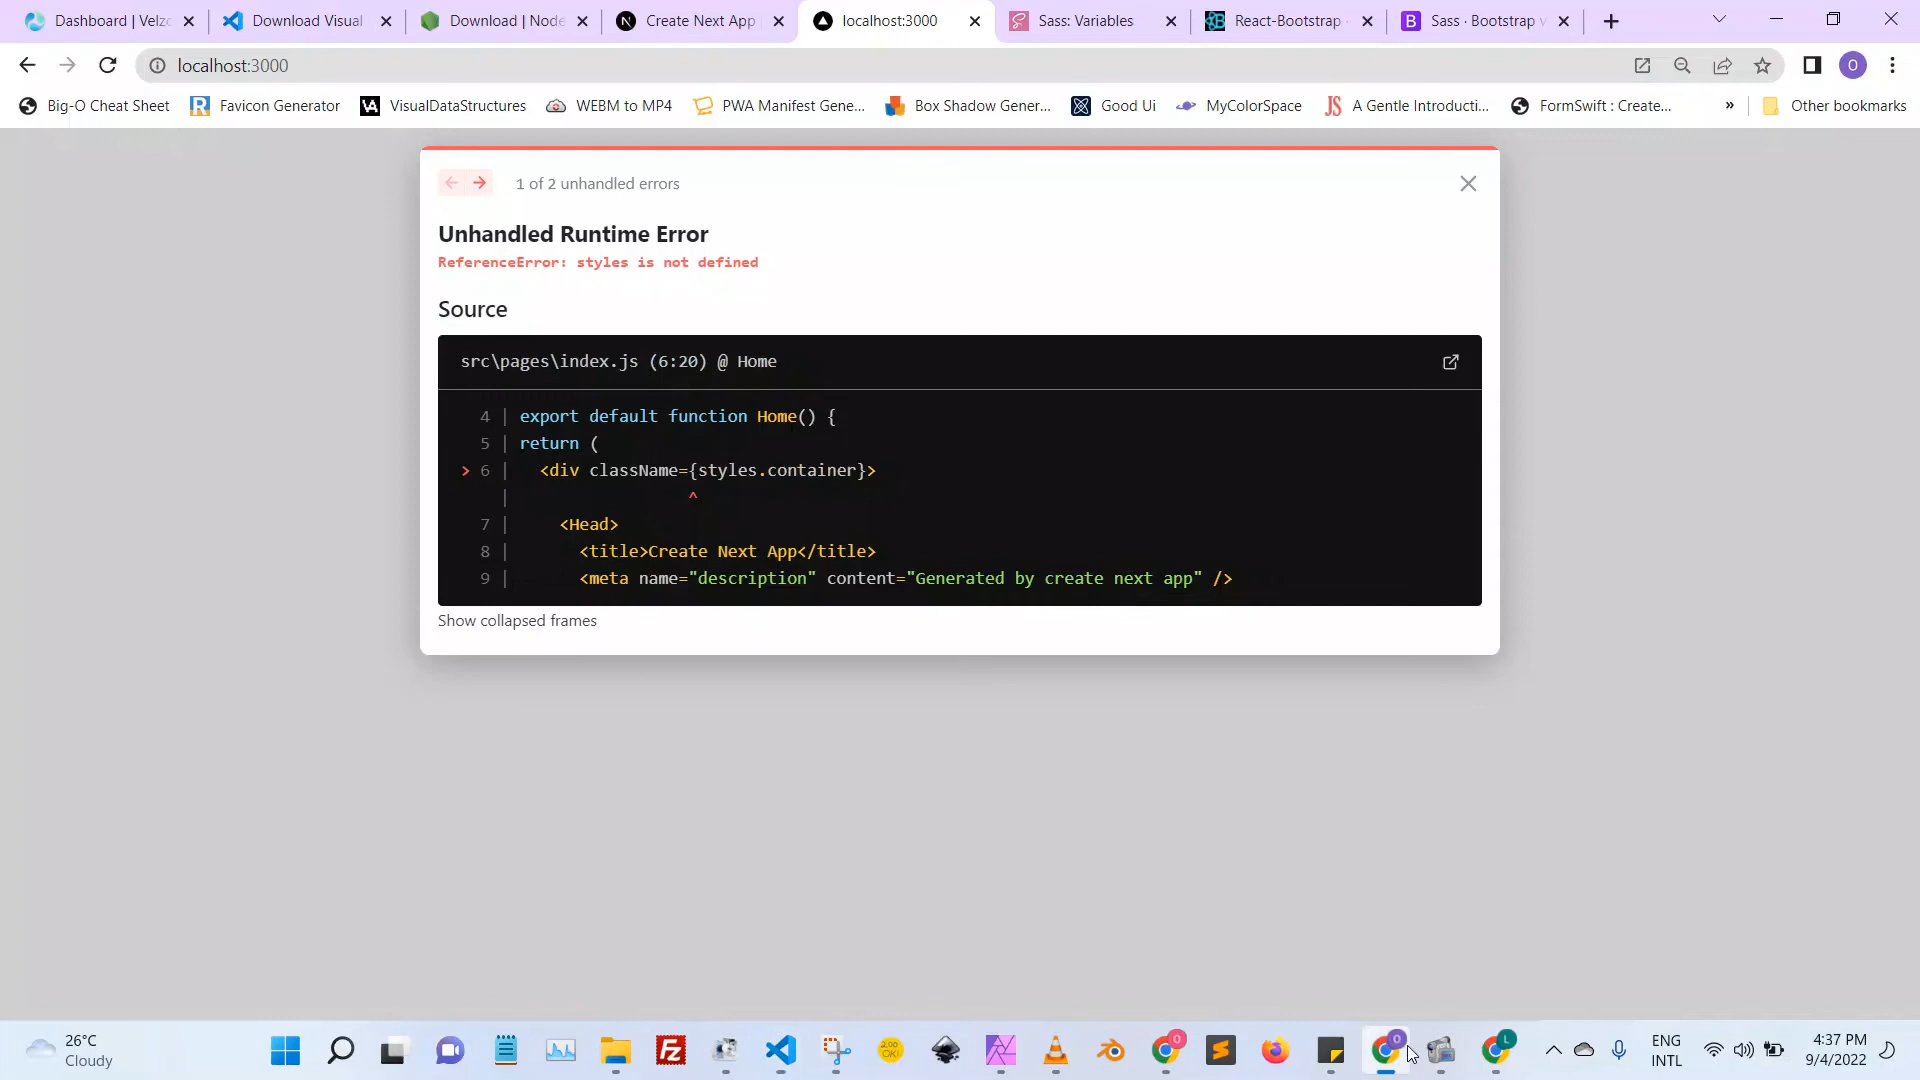 Dashboard | Velzo
Download Visual
Download | Node
Create Next App
localhost:3000
Sass: Variables
React-Bootstrap ·
Sass · Bootstrap v
localhost:3000
O
Big-O Cheat Sheet
Favicon Generator
VisualDataStructures
WEBM to MP4
PWA Manifest Gene...
Box Shadow Gener...
Good Ui
MyColorSpace
A Gentle Introducti...
FormSwift : Create...
»
Other bookmarks
1 of 2 unhandled errors
Unhandled Runtime Error
ReferenceError: styles is not defined
Source
src\pages\index.js (6:20) @ Home
4 | export default function Home() {
5 | return (
> 6 |   <div className={styles.container}>
|                  ^
7 |     <Head>
8 |       <title>Create Next App</title>
9 |       <meta name="description" content="Generated by create next app" />
Show collapsed frames
26°C
Cloudy
ENG
INTL
4:37 PM
9/4/2022